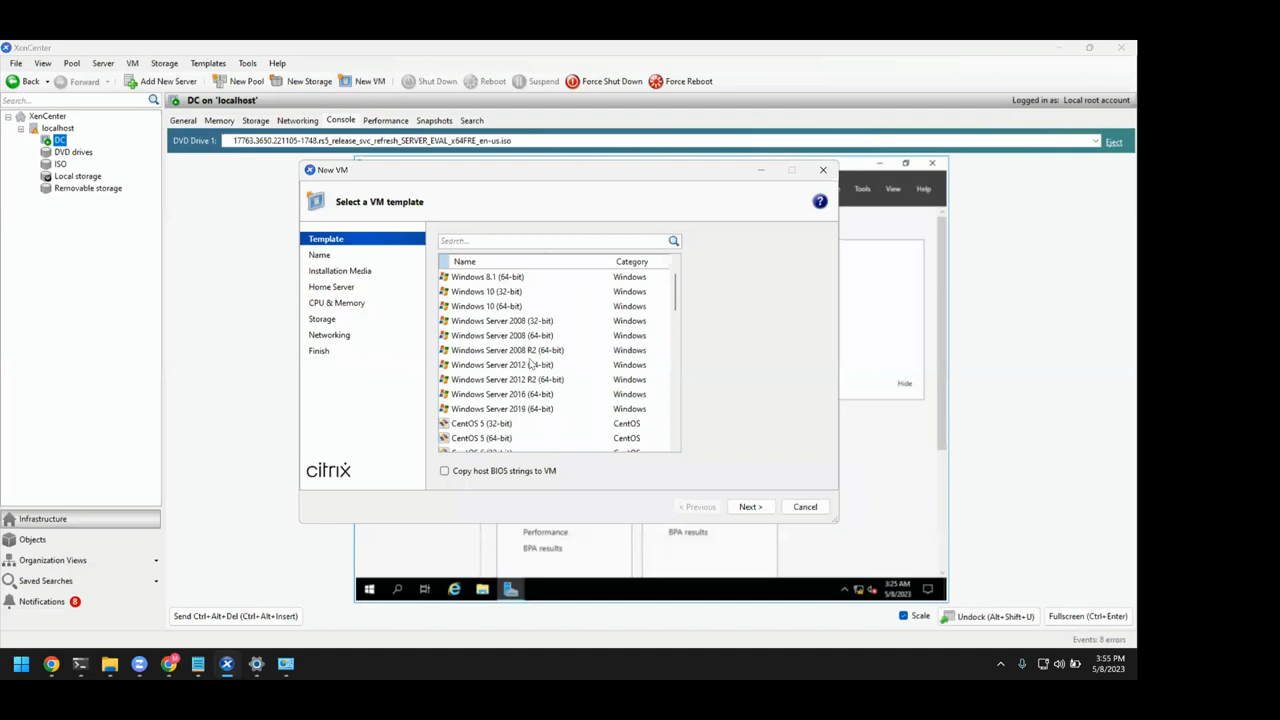 XenCenter
File View Pool Server VM Storage Templates Tools Help
Back Forward Add New Server New Pool New Storage New VM Shut Down Reboot Suspend Force Shut Down Force Reboot
Search...
DC on 'localhost'
Logged in as: Local root account
XenCenter
localhost
DC
DVD drives
ISO
Local storage
Removable storage
General Memory Storage Networking Console Performance Snapshots Search
DVD Drive 1: 17763.3650.221105-1748.rs5_release_svc_refresh_SERVER_EVAL_x64FRE_en-us.iso Eject
Tools View Help
Hide
New VM
Select a VM template
Template
Name
Installation Media
Home Server
CPU & Memory
Storage
Networking
Finish
citrix
Search...
Name Category
Windows 8.1 (64-bit) Windows
Windows 10 (32-bit) Windows
Windows 10 (64-bit) Windows
Windows Server 2008 (32-bit) Windows
Windows Server 2008 (64-bit) Windows
Windows Server 2008 R2 (64-bit) Windows
Windows Server 2012 (64-bit) Windows
Windows Server 2012 R2 (64-bit) Windows
Windows Server 2016 (64-bit) Windows
Windows Server 2019 (64-bit) Windows
CentOS 5 (32-bit) CentOS
CentOS 5 (64-bit) CentOS
Copy host BIOS strings to VM
< Previous Next > Cancel
Performance BPA results
BPA results
3:25 AM
5/8/2023
Infrastructure
Objects
Organization Views
Saved Searches
Notifications 8
Send Ctrl+Alt+Del (Ctrl+Alt+Insert) Scale Undock (Alt+Shift+U) Fullscreen (Ctrl+Enter)
Events: 8 errors
3:55 PM
5/8/2023